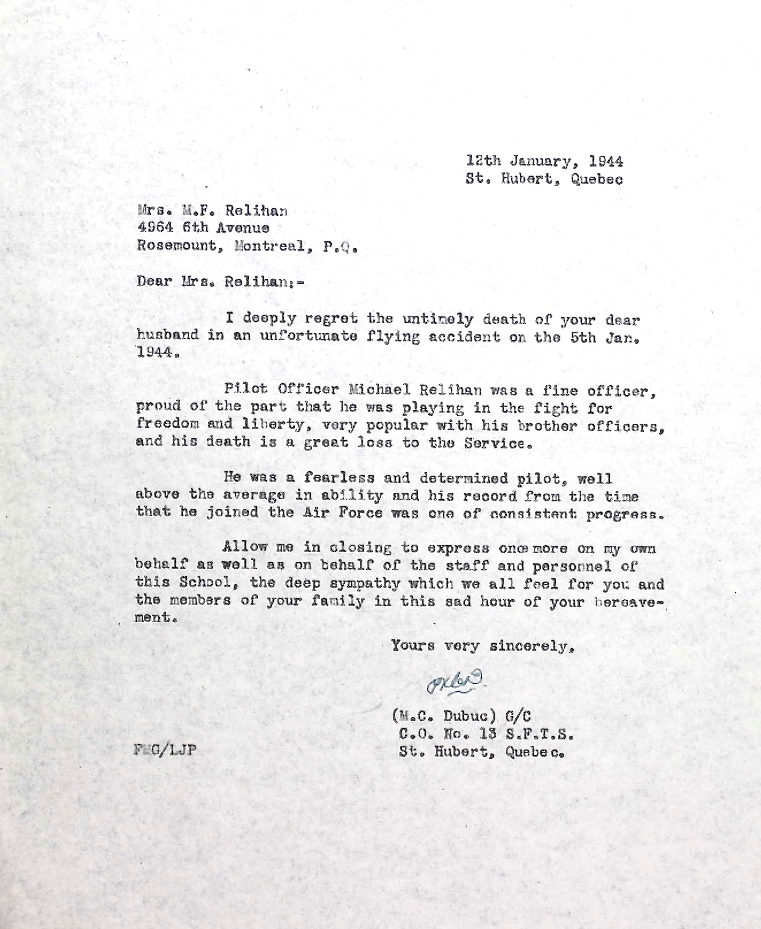 12th January, 1944
St. Hubert, Quebec
Mrs. M.F. Relihan
4964 6th Avenue
Rosemount, Montreal, P.Q.
Dear Mrs. Relihan:-
I deeply regret the untimely death of your dear
husband in an unfortunate flying accident on the 5th Jan.
1944.
Pilot Officer Michael Relihan was a fine officer,
proud of the part that he was playing in the fight for
freedom and liberty, very popular with his brother officers,
and his death is a great loss to the Service.
He was a fearless and determined pilot, well
above the average in ability and his record from the time
that he joined the Air Force was one of consistent progress.
Allow me in closing to express once more on my own
behalf as well as on behalf of the staff and personnel of
this School, the deep sympathy which we all feel for you and
the members of your family in this sad hour of your bereave-
ment.
Yours very sincerely,
(M.C. Dubuc) G/C
C.O. No. 13 S.F.T.S.
St. Hubert, Quebec.
FMG/LJP